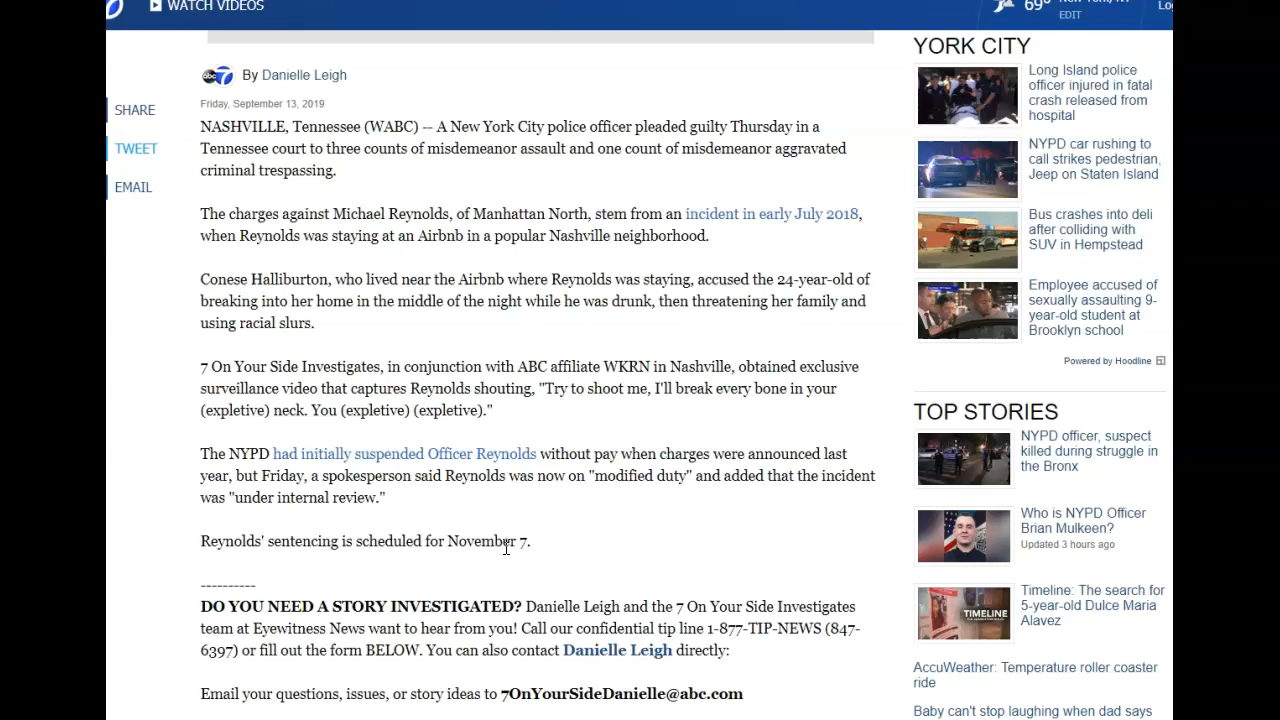 WATCH VIDEOS
69°
EDIT
By Danielle Leigh
Friday, September 13, 2019
SHARE
TWEET
EMAIL
NASHVILLE, Tennessee (WABC) -- A New York City police officer pleaded guilty Thursday in a
Tennessee court to three counts of misdemeanor assault and one count of misdemeanor aggravated
criminal trespassing.
The charges against Michael Reynolds, of Manhattan North, stem from an incident in early July 2018,
when Reynolds was staying at an Airbnb in a popular Nashville neighborhood.
Conese Halliburton, who lived near the Airbnb where Reynolds was staying, accused the 24-year-old of
breaking into her home in the middle of the night while he was drunk, then threatening her family and
using racial slurs.
7 On Your Side Investigates, in conjunction with ABC affiliate WKRN in Nashville, obtained exclusive
surveillance video that captures Reynolds shouting, "Try to shoot me, I'll break every bone in your
(expletive) neck. You (expletive) (expletive)."
The NYPD had initially suspended Officer Reynolds without pay when charges were announced last
year, but Friday, a spokesperson said Reynolds was now on "modified duty" and added that the incident
was "under internal review."
Reynolds' sentencing is scheduled for November 7.
----------
DO YOU NEED A STORY INVESTIGATED? Danielle Leigh and the 7 On Your Side Investigates
team at Eyewitness News want to hear from you! Call our confidential tip line 1-877-TIP-NEWS (847-
6397) or fill out the form BELOW. You can also contact Danielle Leigh directly:
Email your questions, issues, or story ideas to 7OnYourSideDanielle@abc.com
YORK CITY
Long Island police
officer injured in fatal
crash released from
hospital
NYPD car rushing to
call strikes pedestrian,
Jeep on Staten Island
Bus crashes into deli
after colliding with
SUV in Hempstead
Employee accused of
sexually assaulting 9-
year-old student at
Brooklyn school
Powered by Hoodline
TOP STORIES
NYPD officer, suspect
killed during struggle in
the Bronx
Who is NYPD Officer
Brian Mulkeen?
Updated 3 hours ago
TIMELINE
Timeline: The search for
5-year-old Dulce Maria
Alavez
AccuWeather: Temperature roller coaster
ride
Baby can't stop laughing when dad says